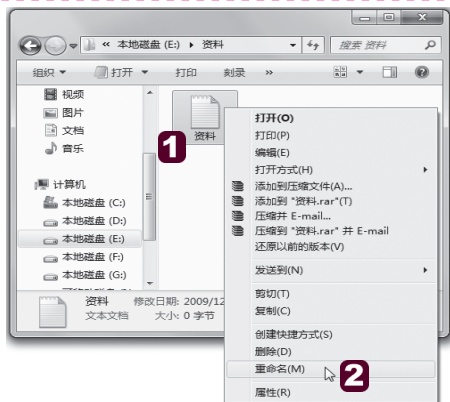 « 本地磁盘 (E:) ▸ 资料
搜索 资料
组织 ▼ 打开 ▼ 打印 刻录 »
视频
图片
文档
音乐
计算机
本地磁盘 (C:)
本地磁盘 (D:)
本地磁盘 (E:)
本地磁盘 (F:)
本地磁盘 (G:)
资料
1
打开(O)
打印(P)
编辑(E)
打开方式(H)
添加到压缩文件(A)...
添加到 "资料.rar"(T)
压缩并 E-mail...
压缩到 "资料.rar" 并 E-mail
还原以前的版本(V)
发送到(N)
剪切(T)
复制(C)
创建快捷方式(S)
删除(D)
重命名(M)
2
属性(R)
资料 修改日期: 2009/12
文本文档 大小: 0 字节